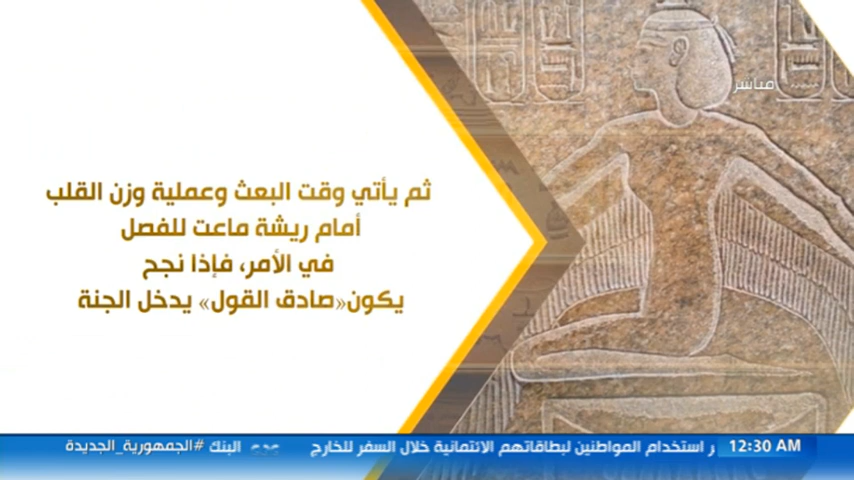 مباشر
ثم يأتي وقت البعث وعملية وزن القلب
أمام ريشة ماعت للفصل
في الأمر، فإذا نجح
يكون«صادق القول» يدخل الجنة
12:30 AM
ر استخدام المواطنين لبطاقاتهم الائتمانية خلال السفر للخارج
البنك
#الجمهورية_الجديدة